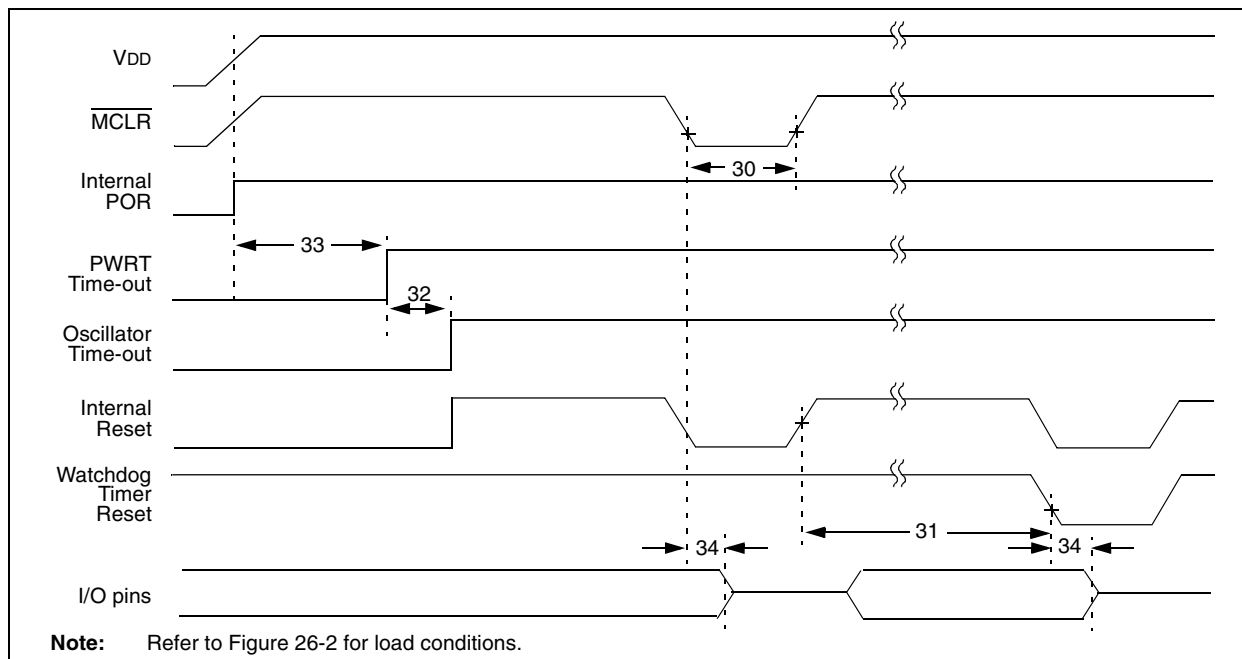 VDD
MCLR
30
Internal
POR
33
PWRT
Time-out
32
Oscillator
Time-out
Internal
Reset
Watchdog
Timer
Reset
31
34
34
I/O pins
Note: Refer to Figure 26-2 for load conditions.